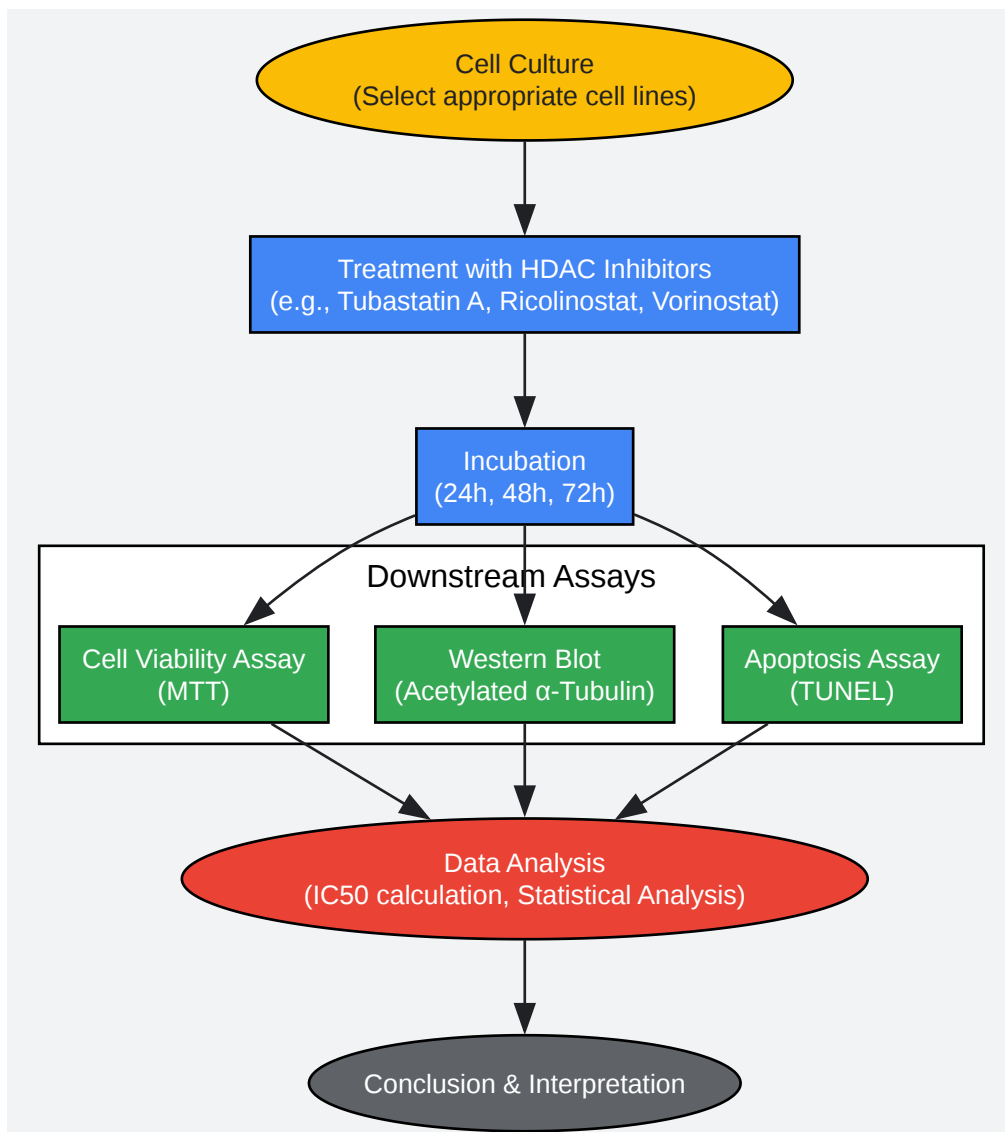 Cell Culture
(Select appropriate cell lines)
Treatment with HDAC Inhibitors
(e.g., Tubastatin A, Ricolinostat, Vorinostat)
Incubation
(24h, 48h, 72h)
Downstream Assays
Cell Viability Assay
(MTT)
Western Blot
(Acetylated α-Tubulin)
Apoptosis Assay
(TUNEL)
Data Analysis
(IC50 calculation, Statistical Analysis)
Conclusion & Interpretation